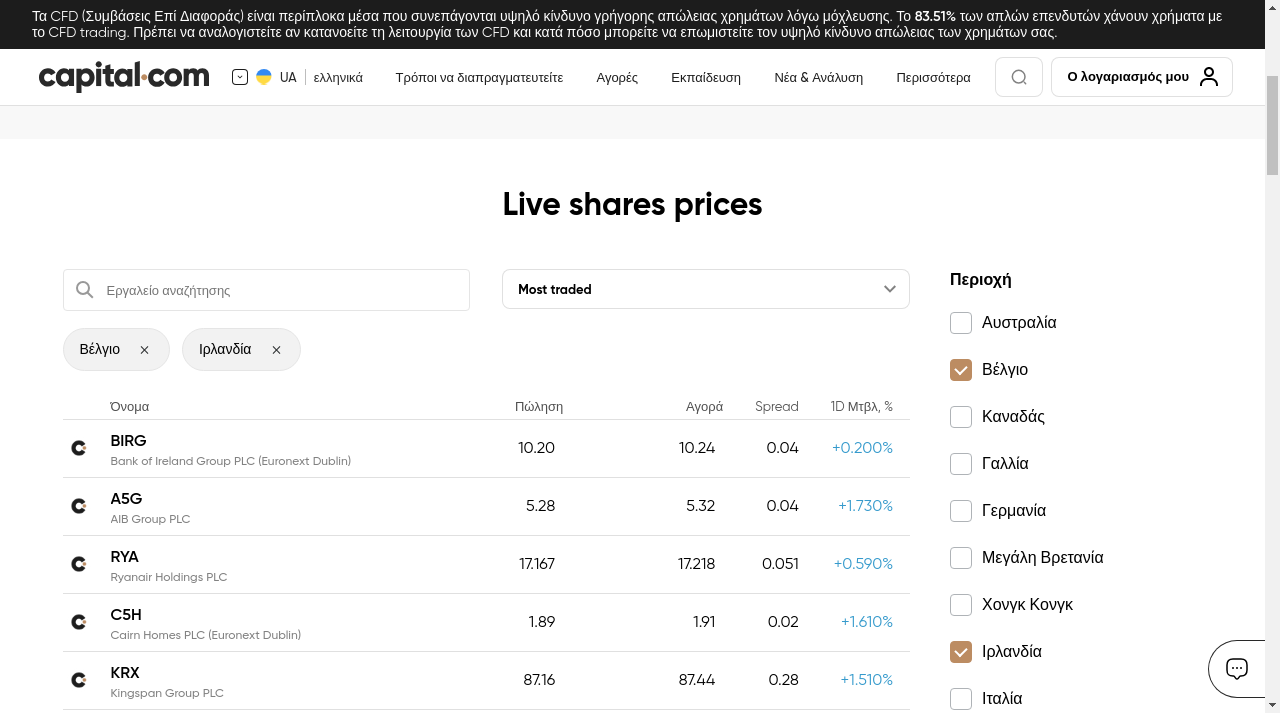 Τα CFD (Συμβάσεις Επί Διαφοράς) είναι περίπλοκα μέσα που συνεπάγονται υψηλό κίνδυνο γρήγορης απώλειας χρημάτων λόγω μόχλευσης. Το 83.51% των απλών επενδυτών χάνουν χρήματα με
το CFD trading. Πρέπει να αναλογιστείτε αν κατανοείτε τη λειτουργία των CFD και κατά πόσο μπορείτε να επωμιστείτε τον υψηλό κίνδυνο απώλειας των χρημάτων σας.
capital.com UA ελληνικά Τρόποι να διαπραγματευτείτε Αγορές Εκπαίδευση Νέα & Ανάλυση Περισσότερα Ο λογαριασμός μου
Live shares prices
Εργαλείο αναζήτησης
Most traded
Βέλγιο Ιρλανδία
Όνομα Πώληση Αγορά Spread 1D Μτβλ, %
BIRG 10.20 10.24 0.04 +0.200%
Bank of Ireland Group PLC (Euronext Dublin)
A5G 5.28 5.32 0.04 +1.730%
AIB Group PLC
RYA 17.167 17.218 0.051 +0.590%
Ryanair Holdings PLC
C5H 1.89 1.91 0.02 +1.610%
Cairn Homes PLC (Euronext Dublin)
KRX 87.16 87.44 0.28 +1.510%
Kingspan Group PLC
Περιοχή
Αυστραλία
Βέλγιο
Καναδάς
Γαλλία
Γερμανία
Μεγάλη Βρετανία
Χονγκ Κονγκ
Ιρλανδία
Ιταλία